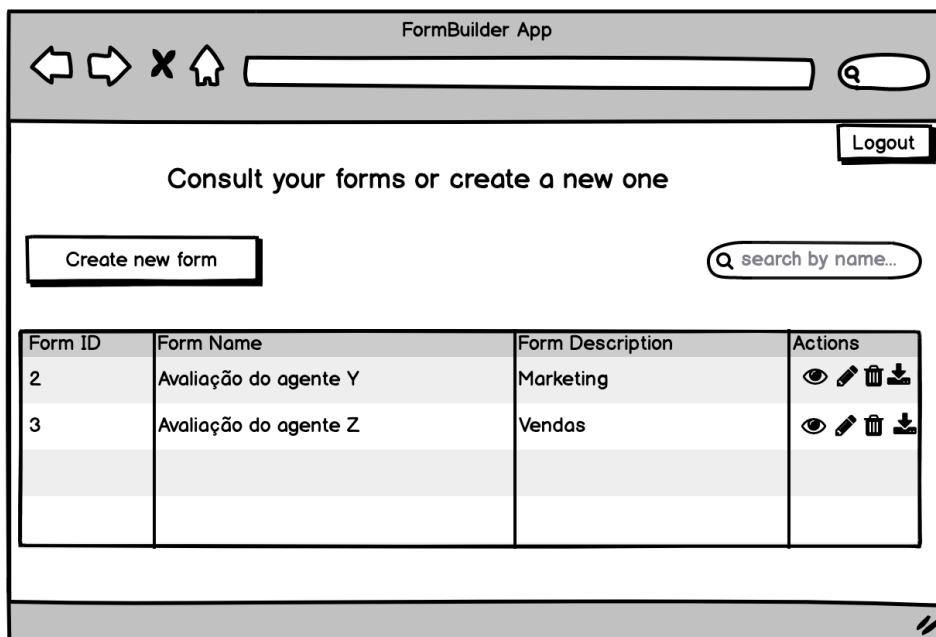 FormBuilder App
Logout
Consult your forms or create a new one
Create new form
search by name...
Form ID Form Name Form Description Actions
2 Avaliação do agente Y Marketing
3 Avaliação do agente Z Vendas